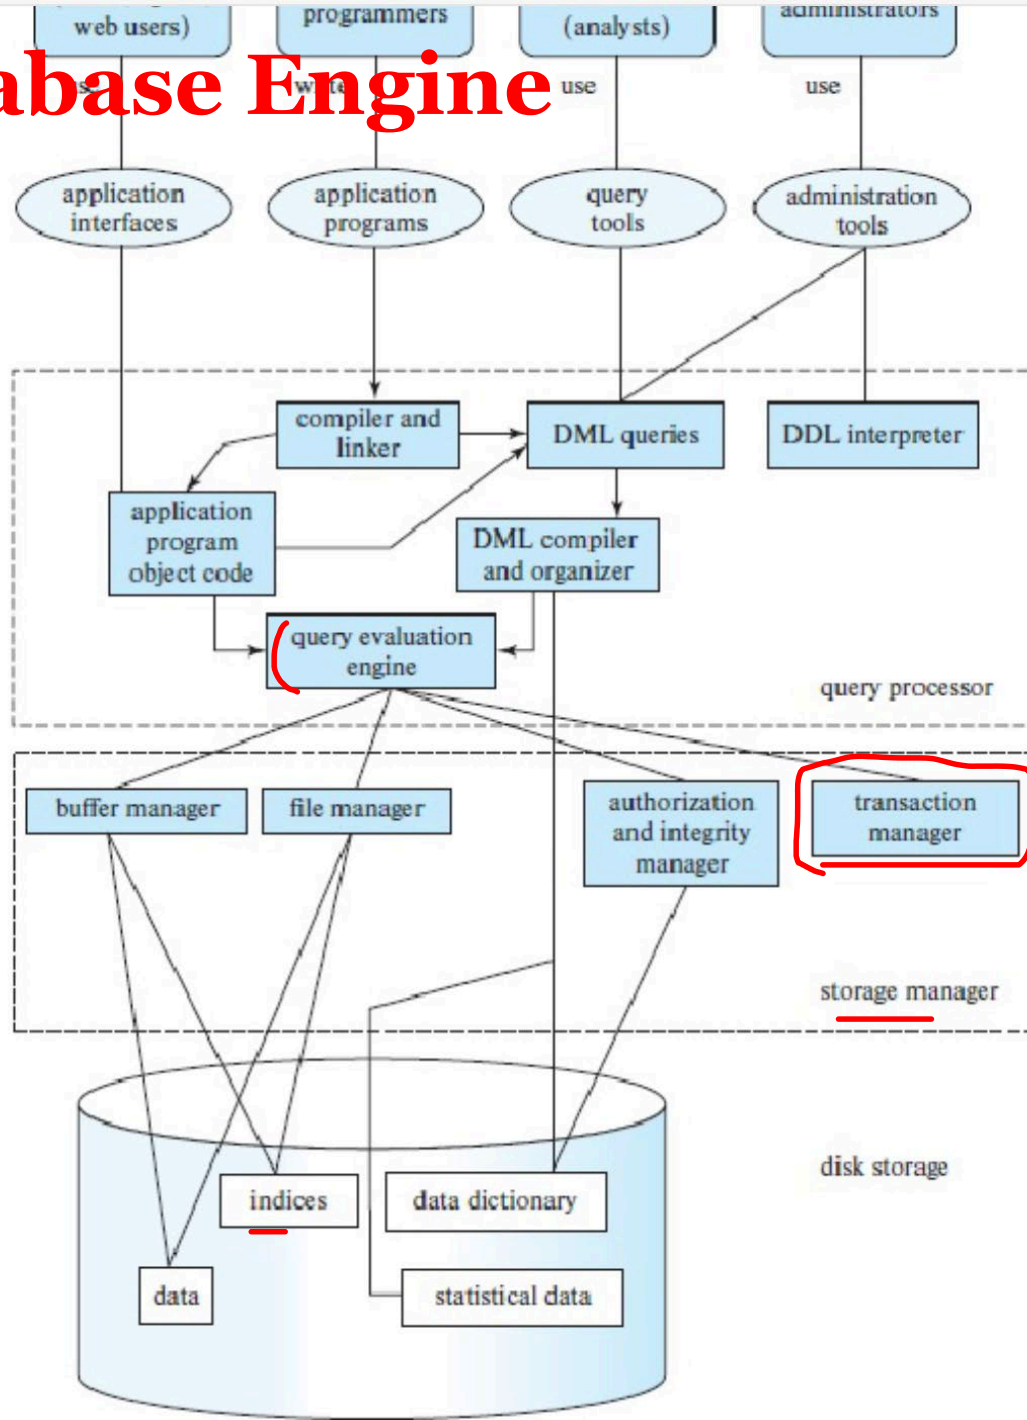 web users)
programmers
(analysts)
administrators
abase Engine
use
write
use
use
application
interfaces
application
programs
query
tools
administration
tools
compiler and
linker
DML queries
DDL interpreter
application
program
object code
DML compiler
and organizer
query evaluation
engine
query processor
buffer manager
file manager
authorization
and integrity
manager
transaction
manager
storage manager
disk storage
indices
data dictionary
data
statistical data